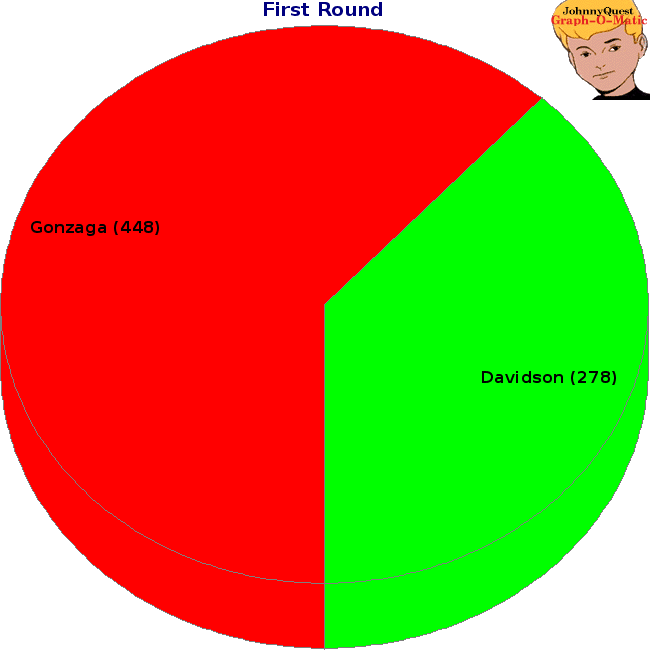 First Round
JohnnyQuest
Graph-O-Matic
Gonzaga (448)
Davidson (278)